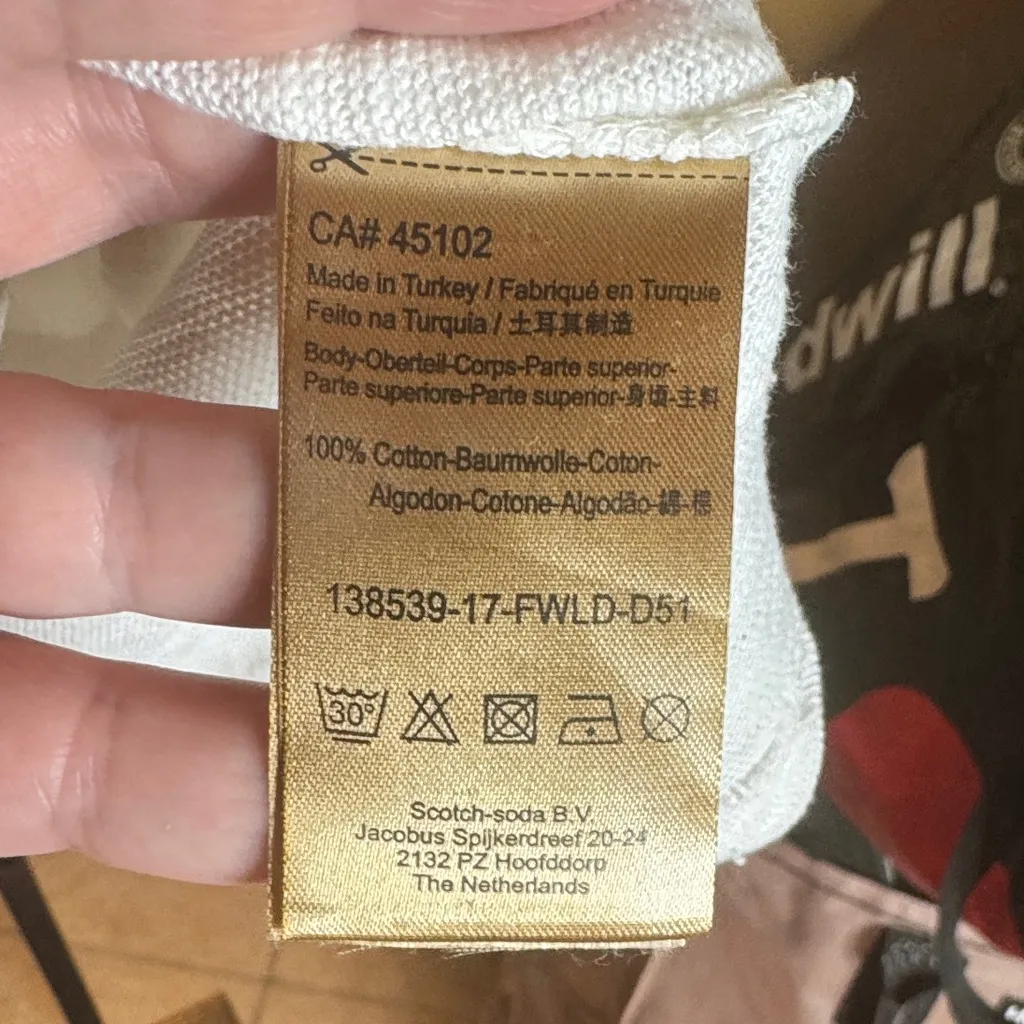 CA# 45102
Made in Turkey / Fabriqué en Turquie
Feito na Turquia / 土耳其制造
Body-Oberteil-Corps-Parte superior-
Parte superiore-Parte superior-身頃-主料
100% Cotton-Baumwolle-Coton-
Algodon-Cotone-Algodão-綿-棉
138539-17-FWLD-D51
30°
Scotch-soda B.V.
Jacobus Spijkerdreef 20-24
2132 PZ Hoofddorp
The Netherlands
dwill
T